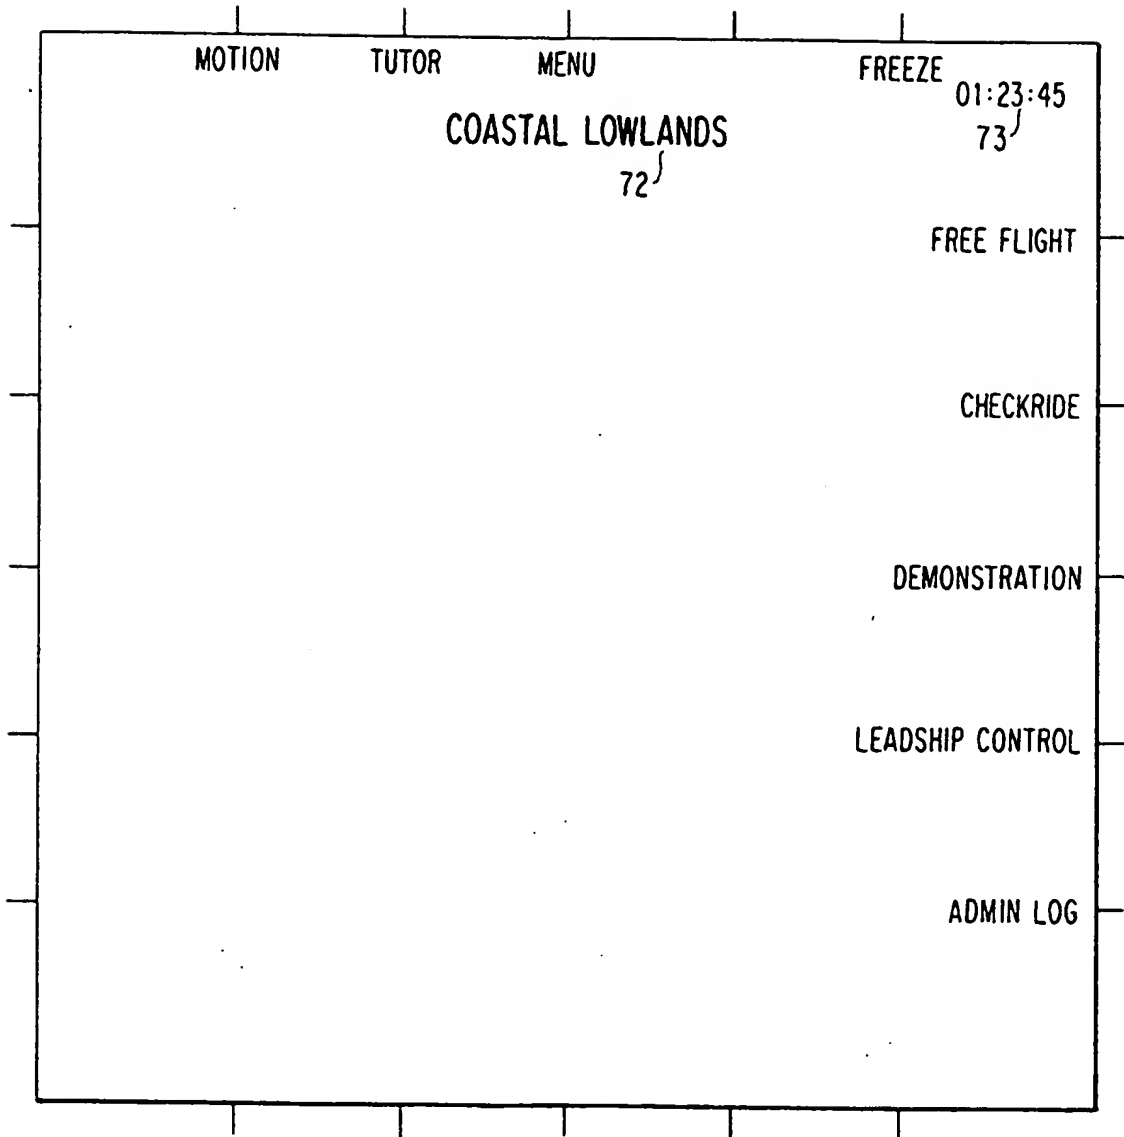 MOTION TUTOR MENU FREEZE
01:23:45
73
COASTAL LOWLANDS
72
FREE FLIGHT
CHECKRIDE
DEMONSTRATION
LEADSHIP CONTROL
ADMIN LOG